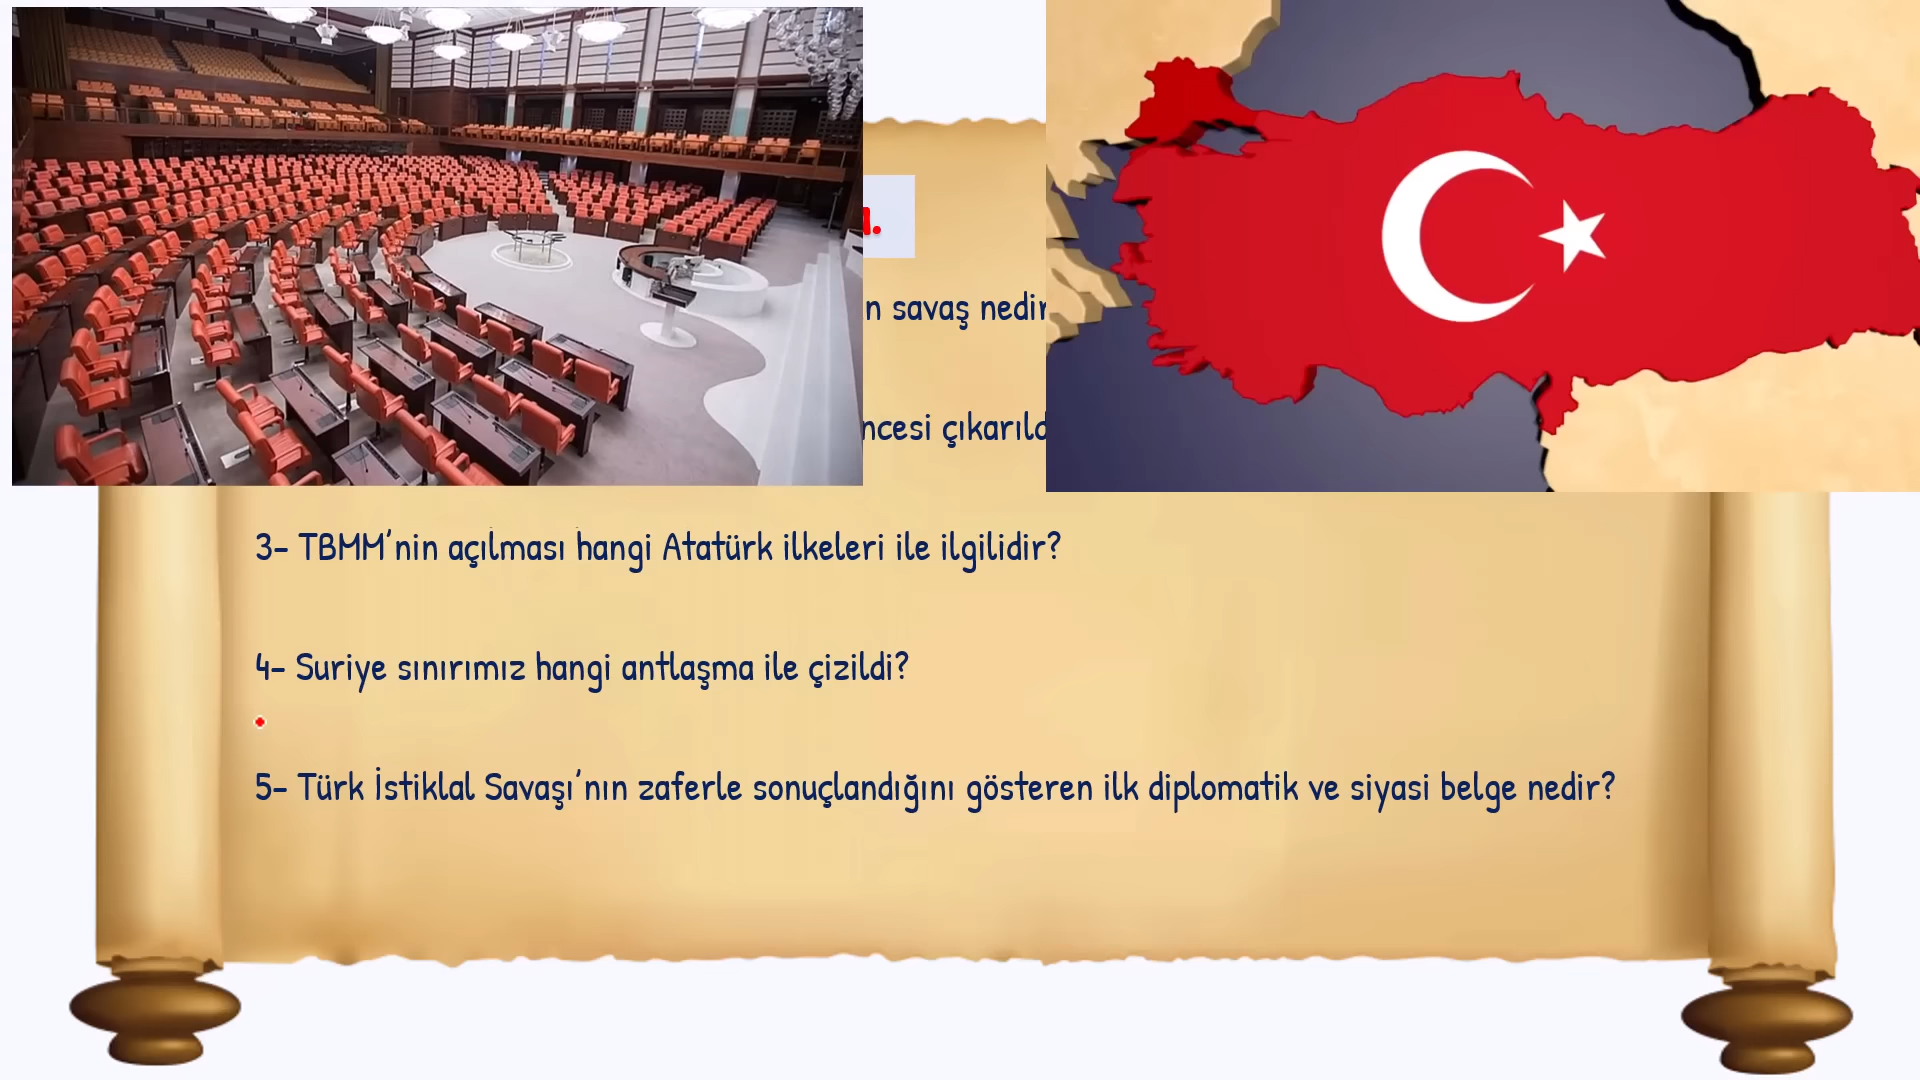 n savaş nedir
ncesi çıkarıld
3- TBMM’nin açılması hangi Atatürk ilkeleri ile ilgilidir?
4- Suriye sınırımız hangi antlaşma ile çizildi?
5- Türk İstiklal Savaşı’nın zaferle sonuçlandığını gösteren ilk diplomatik ve siyasi belge nedir?